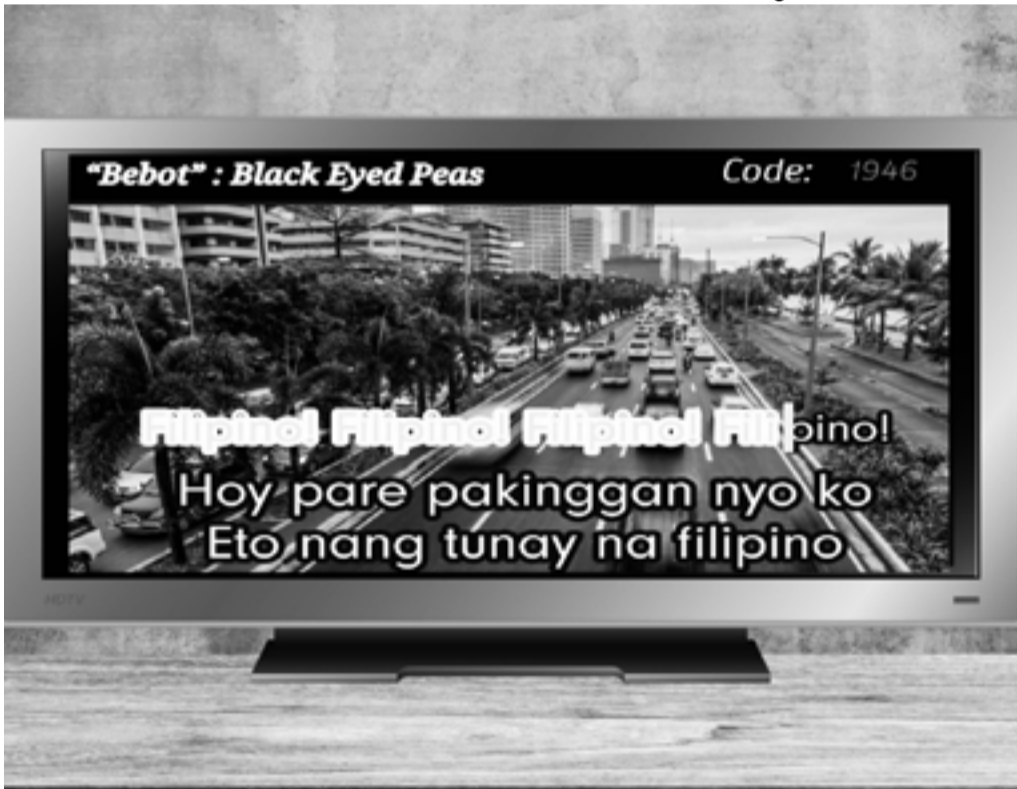 “Bebot” : Black Eyed Peas Code: 1946
Filipino! Filipino! Filipino! Filipino!
Hoy pare pakinggan nyo ko
Eto nang tunay na filipino
HDTV